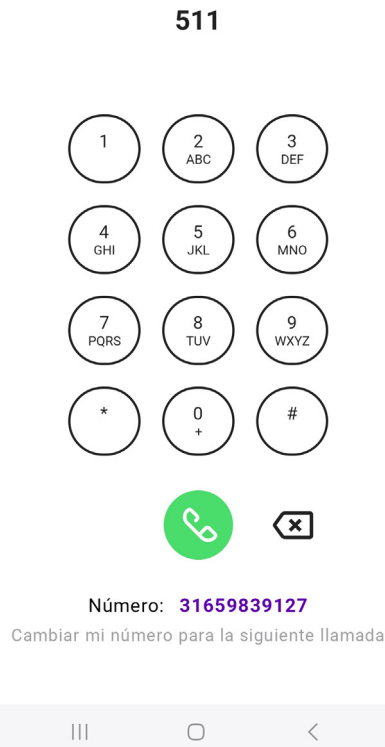 511
1 2 3
ABC DEF
4 5 6
GHI JKL MNO
7 8 9
PQRS TUV WXYZ
* 0 #
+
Número: 31659839127
Cambiar mi número para la siguiente llamada